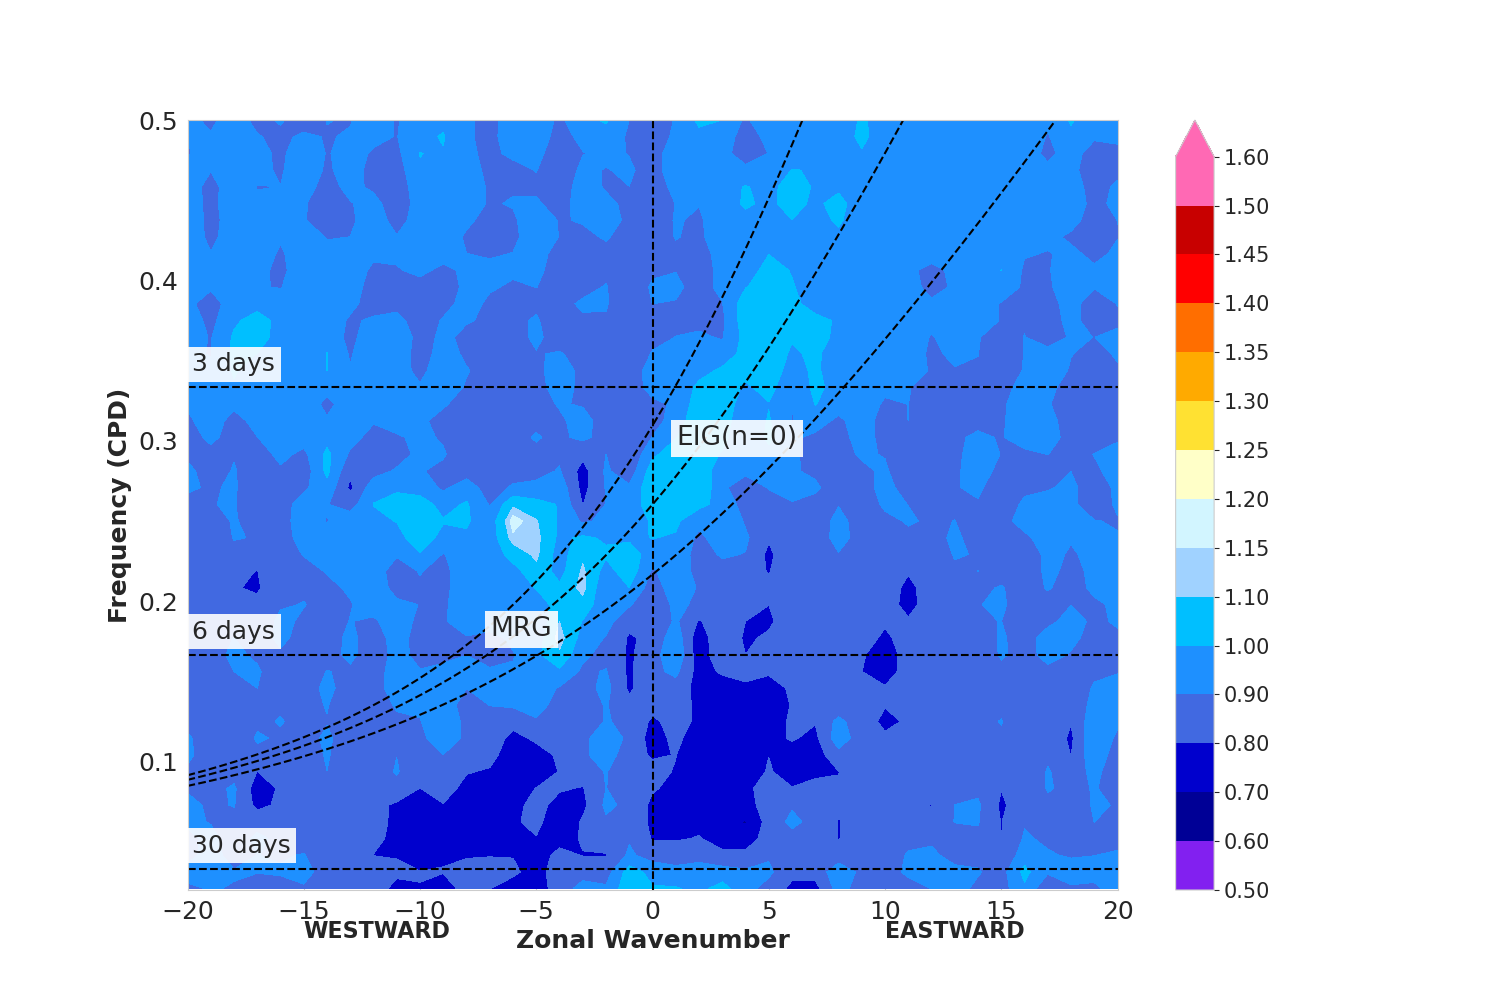 0.5
0.4
0.3
0.2
0.1
Frequency (CPD)
3 days
6 days
30 days
EIG(n=0)
MRG
−20 −15 −10 −5 0 5 10 15 20
WESTWARD
EASTWARD
Zonal Wavenumber
1.60
1.50
1.45
1.40
1.35
1.30
1.25
1.20
1.15
1.10
1.00
0.90
0.80
0.70
0.60
0.50